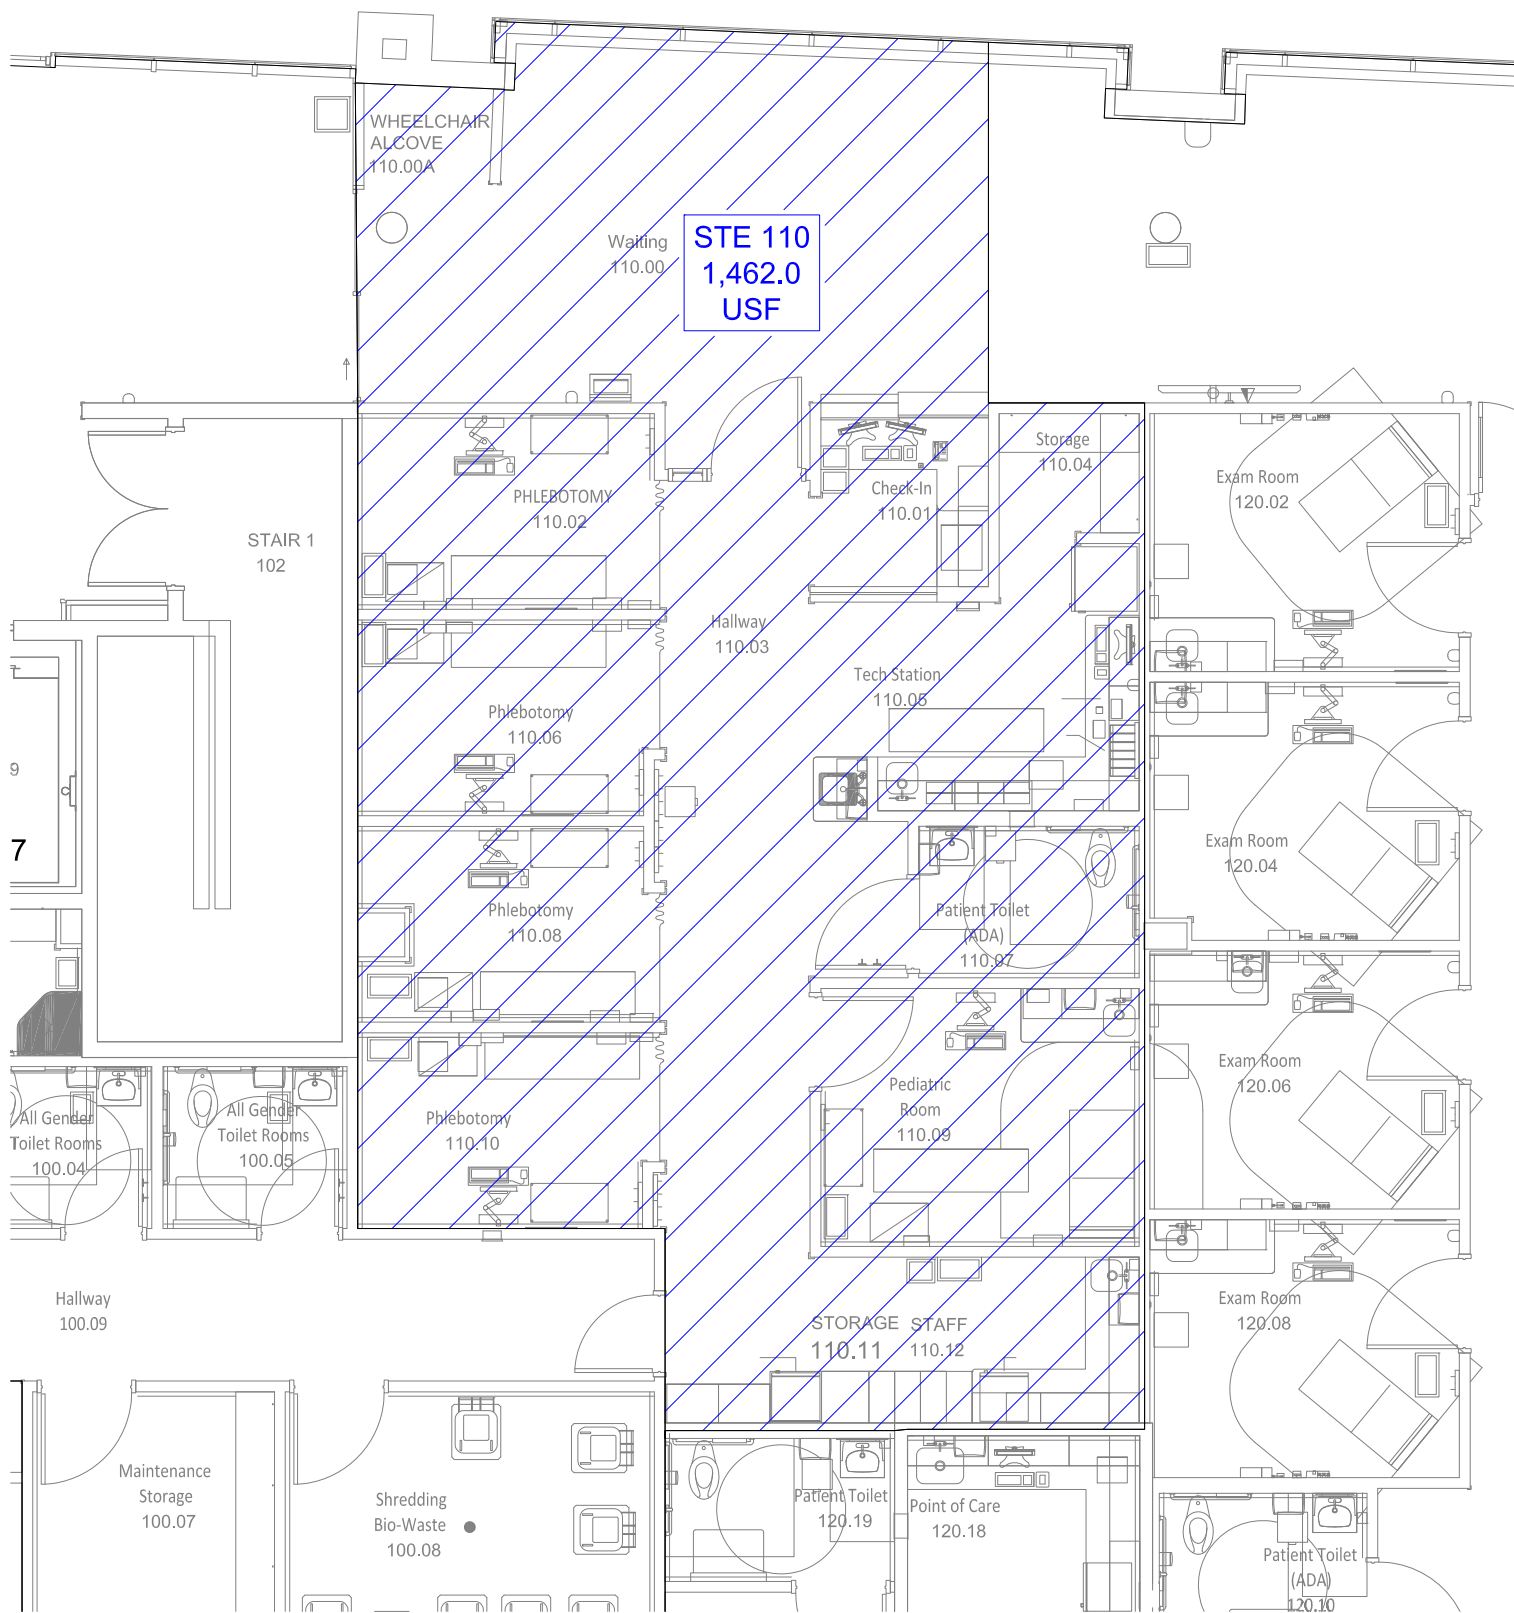 WHEELCHAIR
ALCOVE
110.00A
Waiting
110.00
STE 110
1,462.0
USF
Storage
110.04
Check-In
110.01
Exam Room
120.02
PHLEBOTOMY
110.02
STAIR 1
102
Hallway
110.03
Tech Station
110.05
Phlebotomy
110.06
9
7
Exam Room
120.04
Phlebotomy
110.08
Patient Toilet
(ADA)
110.07
Exam Room
120.06
Pediatric
Room
110.09
All Gender
Toilet Rooms
100.04
All Gender
Toilet Rooms
100.05
Phlebotomy
110.10
Hallway
100.09
STORAGE
110.11
STAFF
110.12
Exam Room
120.08
Maintenance
Storage
100.07
Shredding
Bio-Waste
100.08
Patient Toilet
120.19
Point of Care
120.18
Patient Toilet
(ADA)
120.10